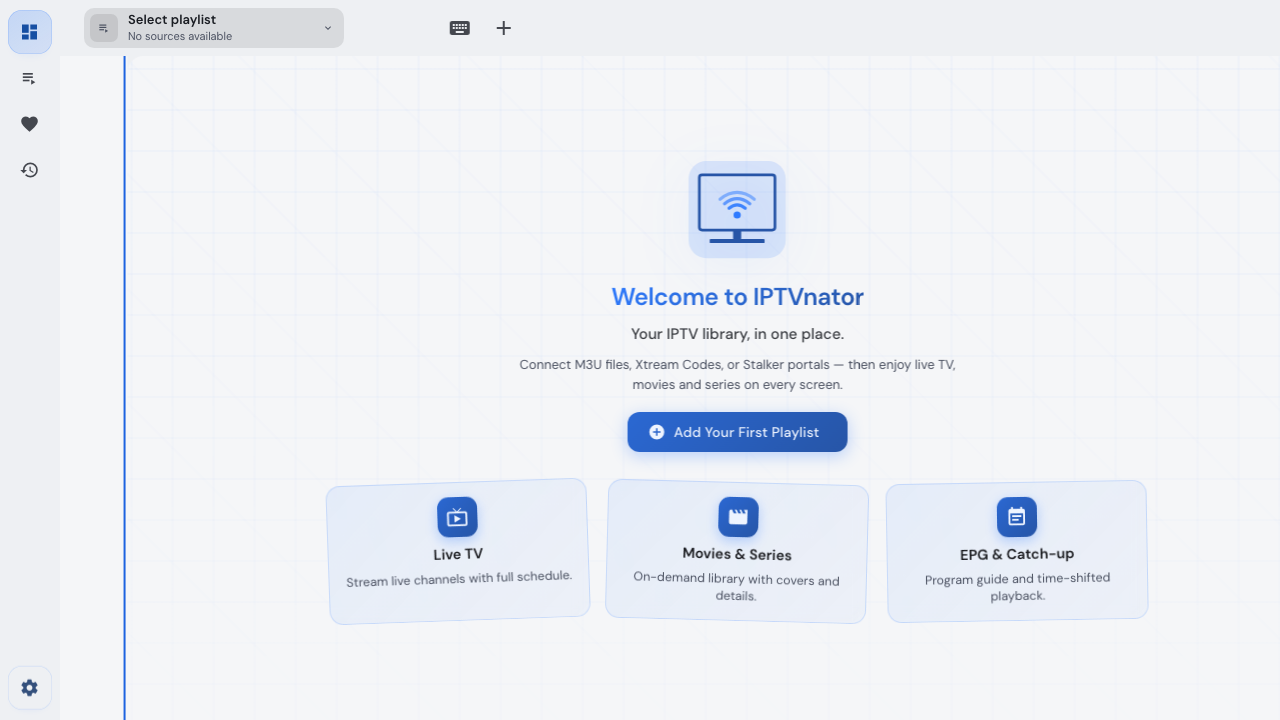 Select playlist
No sources available
Welcome to IPTVnator
Your IPTV library, in one place.
Connect M3U files, Xtream Codes, or Stalker portals — then enjoy live TV,
movies and series on every screen.
Add Your First Playlist
Live TV
Stream live channels with full schedule.
Movies & Series
On-demand library with covers and
details.
EPG & Catch-up
Program guide and time-shifted
playback.